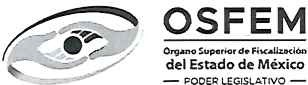 OSFEM
Órgano Superior de Fiscalización
del Estado de México
PODER LEGISLATIVO